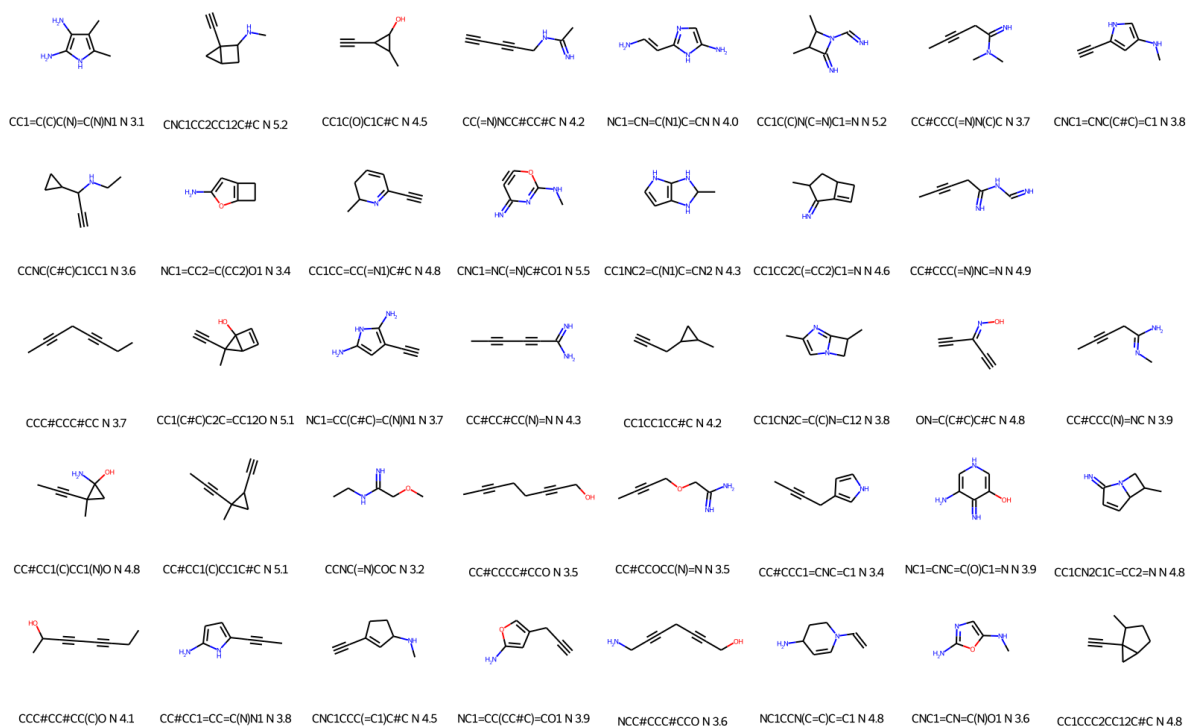 CC1=C(C)C(N)=C(N)N1 N 3.1
CNC1CC2CC12C#C N 5.2
CC1C(O)C1C#C N 4.5
CC(=N)NCC#CC#C N 4.2
NC1=CN=C(N1)C=CN N 4.0
CC1C(C)N(C=N)C1=N N 5.2
CC#CCC(=N)N(C)C N 3.7
CNC1=CNC(C#C)=C1 N 3.8
CCNC(C#C)C1CC1 N 3.6
NC1=CC2=C(CC2)O1 N 3.4
CC1CC=CC(=N1)C#C N 4.8
CNC1=NC(=N)C#CO1 N 5.5
CC1NC2=C(N1)C=CN2 N 4.3
CC1CC2C(=CC2)C1=N N 4.6
CC#CCC(=N)NC=N N 4.9
CCC#CCC#CC N 3.7
CC1(C#C)C2C=CC12O N 5.1
NC1=CC(C#C)=C(N)N1 N 3.7
CC#CC#CC(N)=N N 4.3
CC1CC1CC#C N 4.2
CC1CN2C=C(C)N=C12 N 3.8
ON=C(C#C)C#C N 4.8
CC#CCC(N)=NC N 3.9
CC#CC1(C)CC1(N)O N 4.8
CC#CC1(C)CC1C#C N 5.1
CCNC(=N)COC N 3.2
CC#CCCC#CCO N 3.5
CC#CCOCC(N)=N N 3.5
CC#CCC1=CNC=C1 N 3.4
NC1=CNC=C(O)C1=N N 3.9
CC1CN2C1C=CC2=N N 4.8
CCC#CC#CC(C)O N 4.1
CC#CC1=CC=C(N)N1 N 3.8
CNC1CCC(=C1)C#C N 4.5
NC1=CC(CC#C)=CO1 N 3.9
NCC#CCC#CCO N 3.6
NC1CCN(C=C)C=C1 N 4.8
CNC1=CN=C(N)O1 N 3.6
CC1CCC2CC12C#C N 4.8